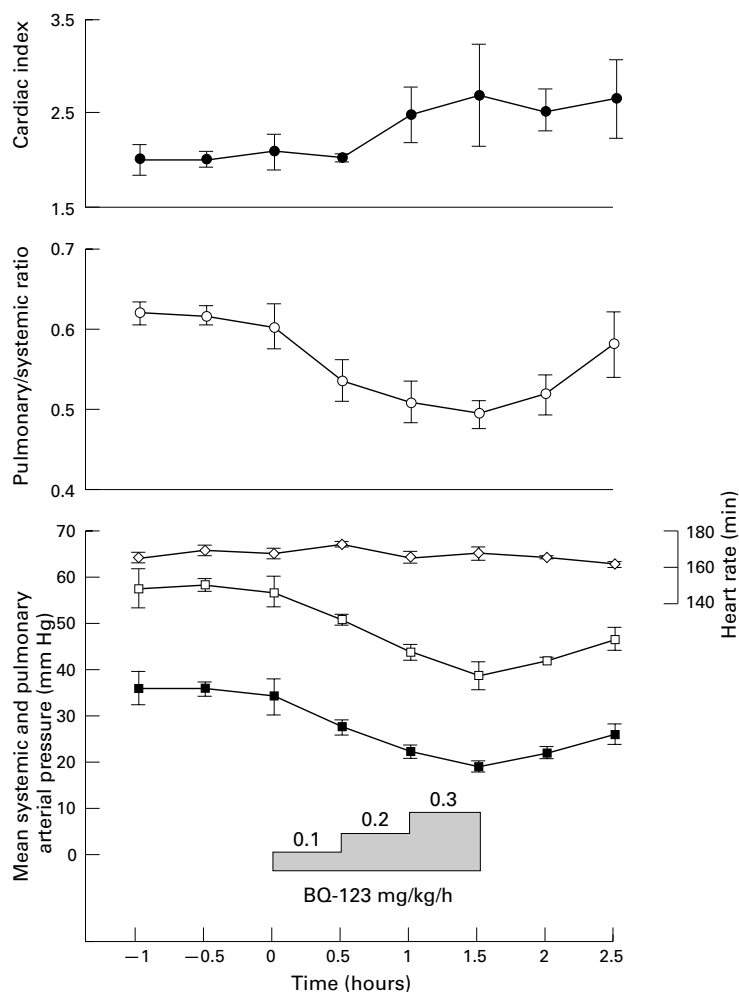 Cardiac index
3.5
2.5
1.5
Pulmonary/systemic ratio
0.7
0.6
0.5
0.4
Mean systemic and pulmonary
arterial pressure (mm Hg)
70
60
50
40
30
20
10
0
180
160
140
Heart rate (min)
0.1
0.2
0.3
BQ-123 mg/kg/h
—1 —0.5 0 0.5 1 1.5 2 2.5
Time (hours)